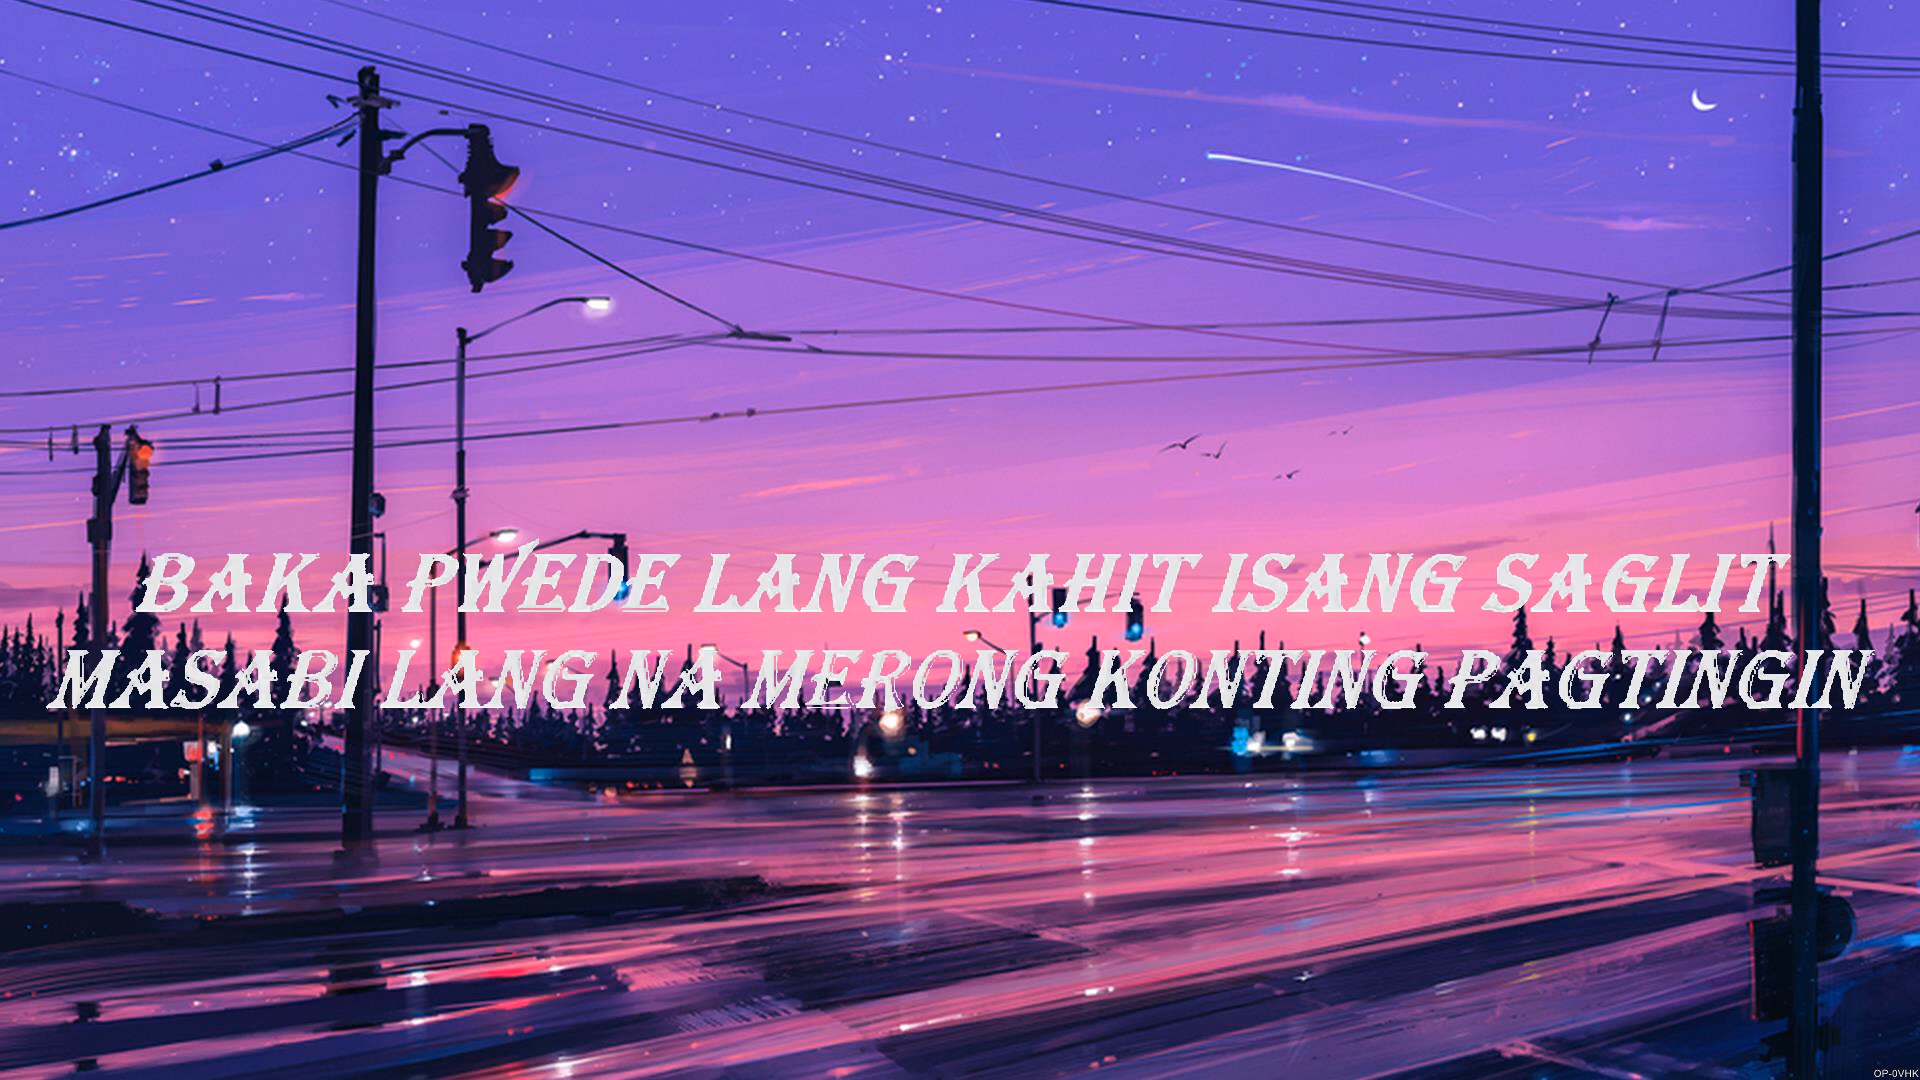 BAKA PWEDE LANG KAHIT ISANG SAGLIT
MASABI LANG NA MERONG KONTING PAGTINGIN
OP-0VHK